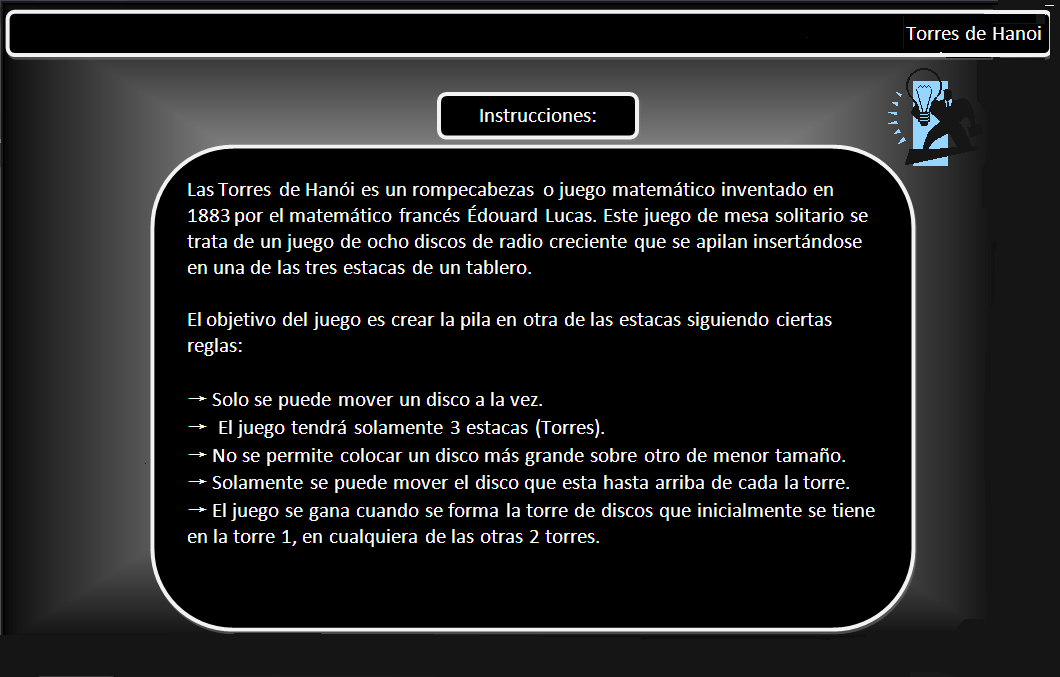 Torres de Hanoi
Instrucciones:
Las Torres de Hanói es un rompecabezas o juego matemático inventado en
1883 por el matemático francés Édouard Lucas. Este juego de mesa solitario se
trata de un juego de ocho discos de radio creciente que se apilan insertándose
en una de las tres estacas de un tablero.
El objetivo del juego es crear la pila en otra de las estacas siguiendo ciertas
reglas:
→ Solo se puede mover un disco a la vez.
→ El juego tendrá solamente 3 estacas (Torres).
→ No se permite colocar un disco más grande sobre otro de menor tamaño.
→ Solamente se puede mover el disco que esta hasta arriba de cada la torre.
→ El juego se gana cuando se forma la torre de discos que inicialmente se tiene
en la torre 1, en cualquiera de las otras 2 torres.